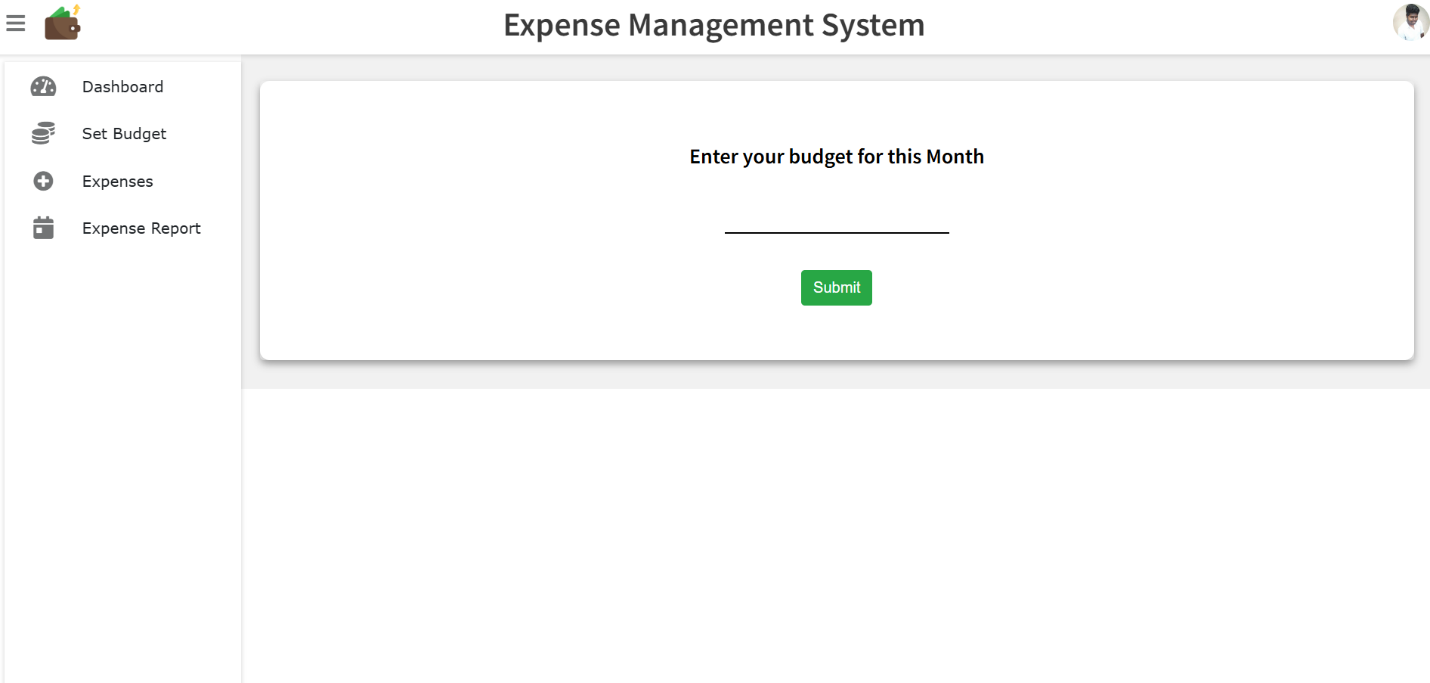 Expense Management System
Dashboard
Set Budget
Expenses
Expense Report
Enter your budget for this Month
Submit